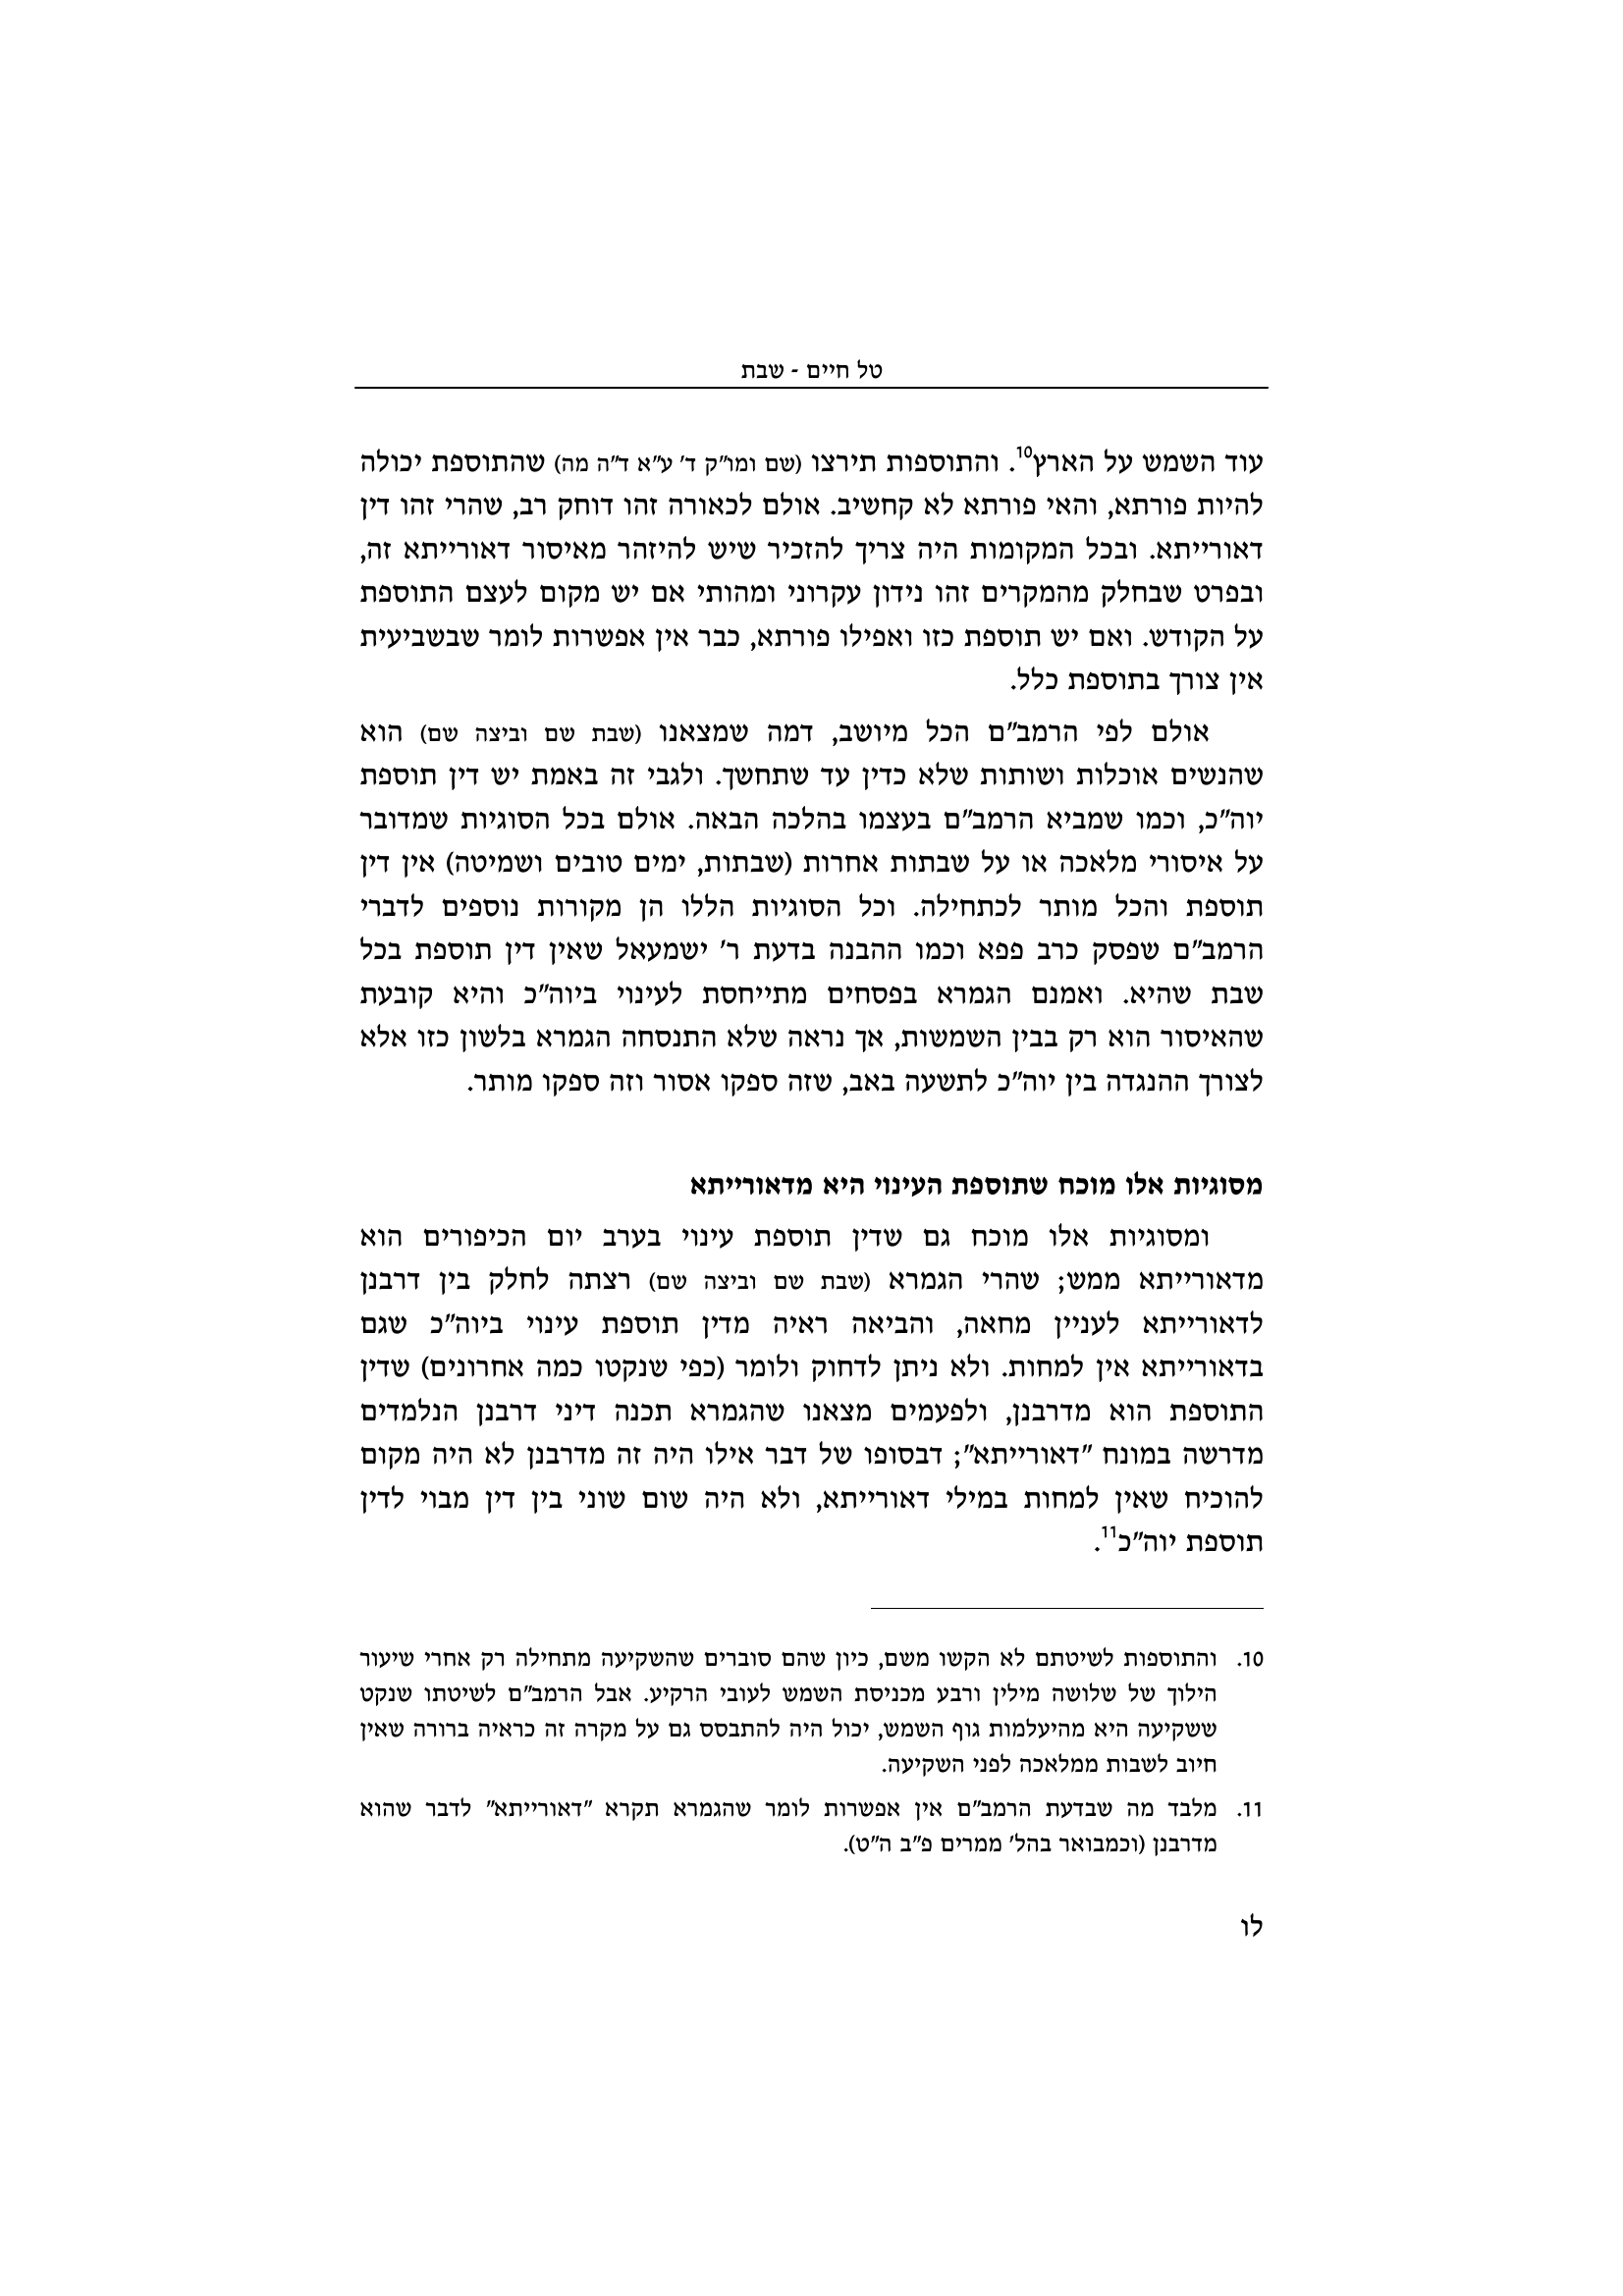 טל חיים - שבת
עוד השמש על הארץ10. והתוספות תירצו (שם ומו"ק ד' ע"א ד"ה מה) שהתוספת יכולה
להיות פורתא, והאי פורתא לא קחשיב. אולם לכאורה זהו דוחק רב, שהרי זהו דין
דאורייתא. ובכל המקומות היה צריך להזכיר שיש להיזהר מאיסור דאורייתא זה,
ובפרט שבחלק מהמקרים זהו נידון עקרוני ומהותי אם יש מקום לעצם התוספת
על הקודש. ואם יש תוספת כזו ואפילו פורתא, כבר אין אפשרות לומר שבשביעית
אין צורך בתוספת כלל.
אולם לפי הרמב"ם הכל מיושב, דמה שמצאנו (שבת שם וביצה שם) הוא
שהנשים אוכלות ושותות שלא כדין עד שתחשך. ולגבי זה באמת יש דין תוספת
יוה"כ, וכמו שמביא הרמב"ם בעצמו בהלכה הבאה. אולם בכל הסוגיות שמדובר
על איסורי מלאכה או על שבתות אחרות (שבתות, ימים טובים ושמיטה) אין דין
תוספת והכל מותר לכתחילה. וכל הסוגיות הללו הן מקורות נוספים לדברי
הרמב"ם שפסק כרב פפא וכמו ההבנה בדעת ר' ישמעאל שאין דין תוספת בכל
שבת שהיא. ואמנם הגמרא בפסחים מתייחסת לעינוי ביוה"כ והיא קובעת
שהאיסור הוא רק בבין השמשות, אך נראה שלא התנסחה הגמרא בלשון כזו אלא
לצורך ההנגדה בין יוה"כ לתשעה באב, שזה ספקו אסור וזה ספקו מותר.
מסוגיות אלו מוכח שתוספת העינוי היא מדאורייתא
ומסוגיות אלו מוכח גם שדין תוספת עינוי בערב יום הכיפורים הוא
מדאורייתא ממש; שהרי הגמרא (שבת שם וביצה שם) רצתה לחלק בין דרבנן
לדאורייתא לעניין מחאה, והביאה ראיה מדין תוספת עינוי ביוה"כ שגם
בדאורייתא אין למחות. ולא ניתן לדחוק ולומר (כפי שנקטו כמה אחרונים) שדין
התוספת הוא מדרבנן, ולפעמים מצאנו שהגמרא תכנה דיני דרבנן הנלמדים
מדרשה במונח "דאורייתא"; דבסופו של דבר אילו היה זה מדרבנן לא היה מקום
להוכיח שאין למחות במילי דאורייתא, ולא היה שום שוני בין דין מבוי לדין
תוספת יוה"כ11.
10. והתוספות לשיטתם לא הקשו משם, כיון שהם סוברים שהשקיעה מתחילה רק אחרי שיעור
הילוך של שלושה מילין ורבע מכניסת השמש לעובי הרקיע. אבל הרמב"ם לשיטתו שנקט
ששקיעה היא מהיעלמות גוף השמש, יכול היה להתבסס גם על מקרה זה כראיה ברורה שאין
חיוב לשבות ממלאכה לפני השקיעה.
11. מלבד מה שבדעת הרמב"ם אין אפשרות לומר שהגמרא תקרא "דאורייתא" לדבר שהוא
מדרבנן (וכמבואר בהל' ממרים פ"ב ה"ט).
לו